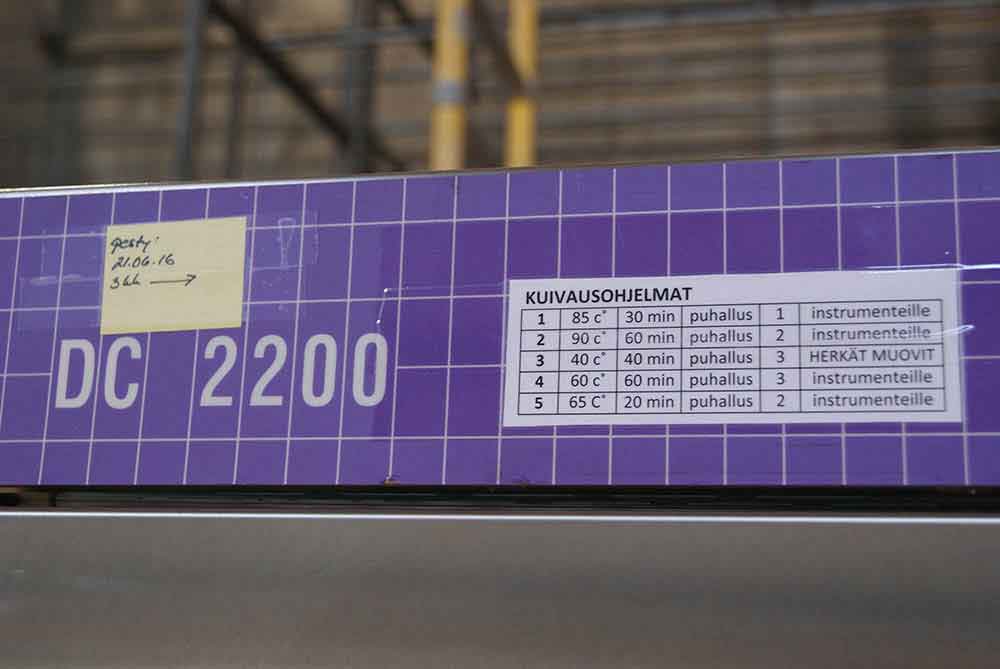 pesty:
21.06.16
3kk →
DC 2200
KUIVAUSOHJELMAT
1 85 c° 30 min puhallus 1 instrumenteille
2 90 c° 60 min puhallus 2 instrumenteille
3 40 c° 40 min puhallus 3 HERKÄT MUOVIT
4 60 c° 60 min puhallus 3 instrumenteille
5 65 C° 20 min puhallus 2 instrumenteille